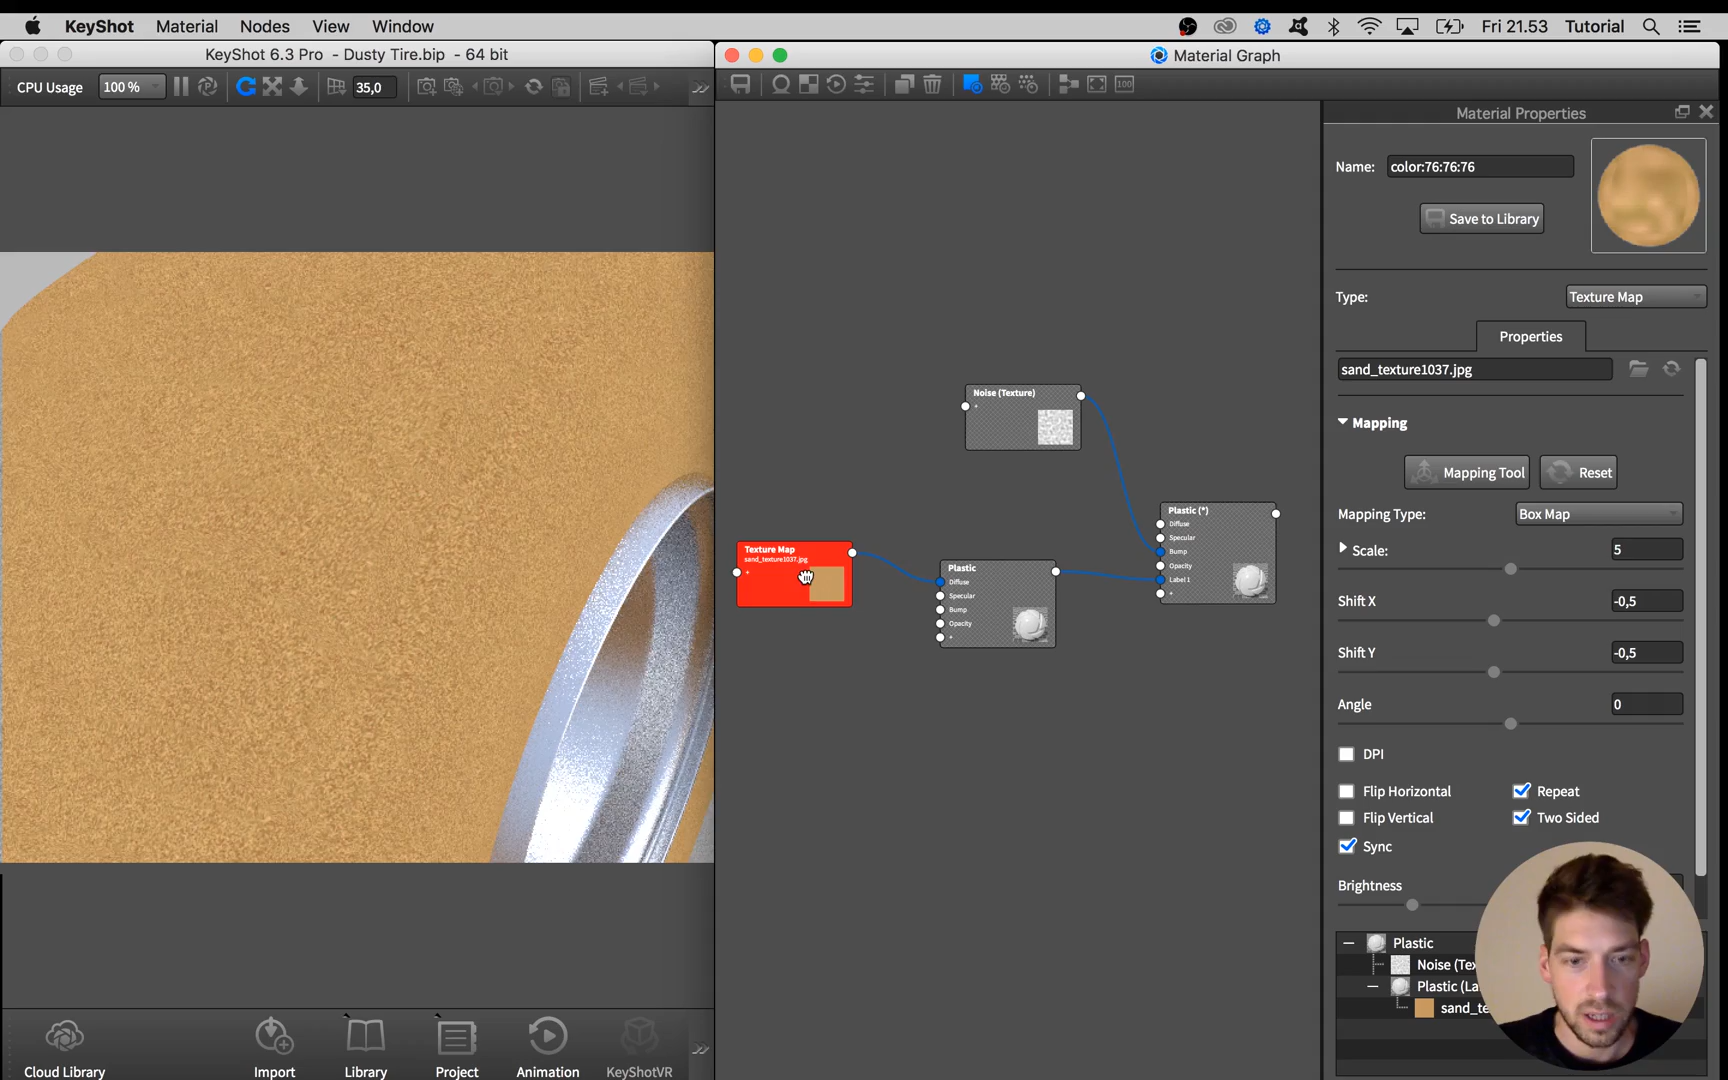 KeyShot Material Nodes View Window Fri 21.53 Tutorial
KeyShot 6.3 Pro - Dusty Tire.bip - 64 bit
Material Graph
CPU Usage 100 % 35,0
100
Material Properties
Name: color:76:76:76
Save to Library
Type: Texture Map
Properties
sand_texture1037.jpg
Mapping
Mapping Tool Reset
Mapping Type: Box Map
Scale: 5
Shift X -0,5
Shift Y -0,5
Angle 0
DPI
Flip Horizontal Repeat
Flip Vertical Two Sided
Sync
Brightness
Plastic
Noise (Tex
Plastic (La
sand_te
Noise (Texture)
+
Plastic (*)
Diffuse
Specular
Bump
Opacity
Label 1
+
Texture Map
sand_texture1037.jpg
+
Plastic
Diffuse
Specular
Bump
Opacity
+
Cloud Library Import Library Project Animation KeyShotVR